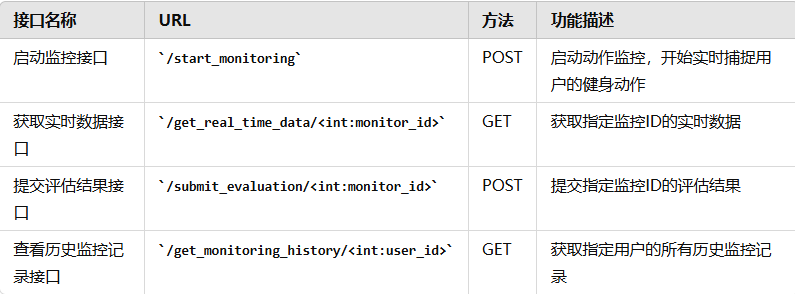 接口名称 URL 方法 功能描述
启动监控接口 `/start_monitoring` POST 启动动作监控，开始实时捕捉用
户的健身动作
获取实时数据接 `/get_real_time_data/<int:monitor_id>` GET 获取指定监控ID的实时数据
口
提交评估结果接 `/submit_evaluation/<int:monitor_id>` POST 提交指定监控ID的评估结果
口
查看历史监控记 `/get_monitoring_history/<int:user_id>` GET 获取指定用户的所有历史监控记
录接口 录